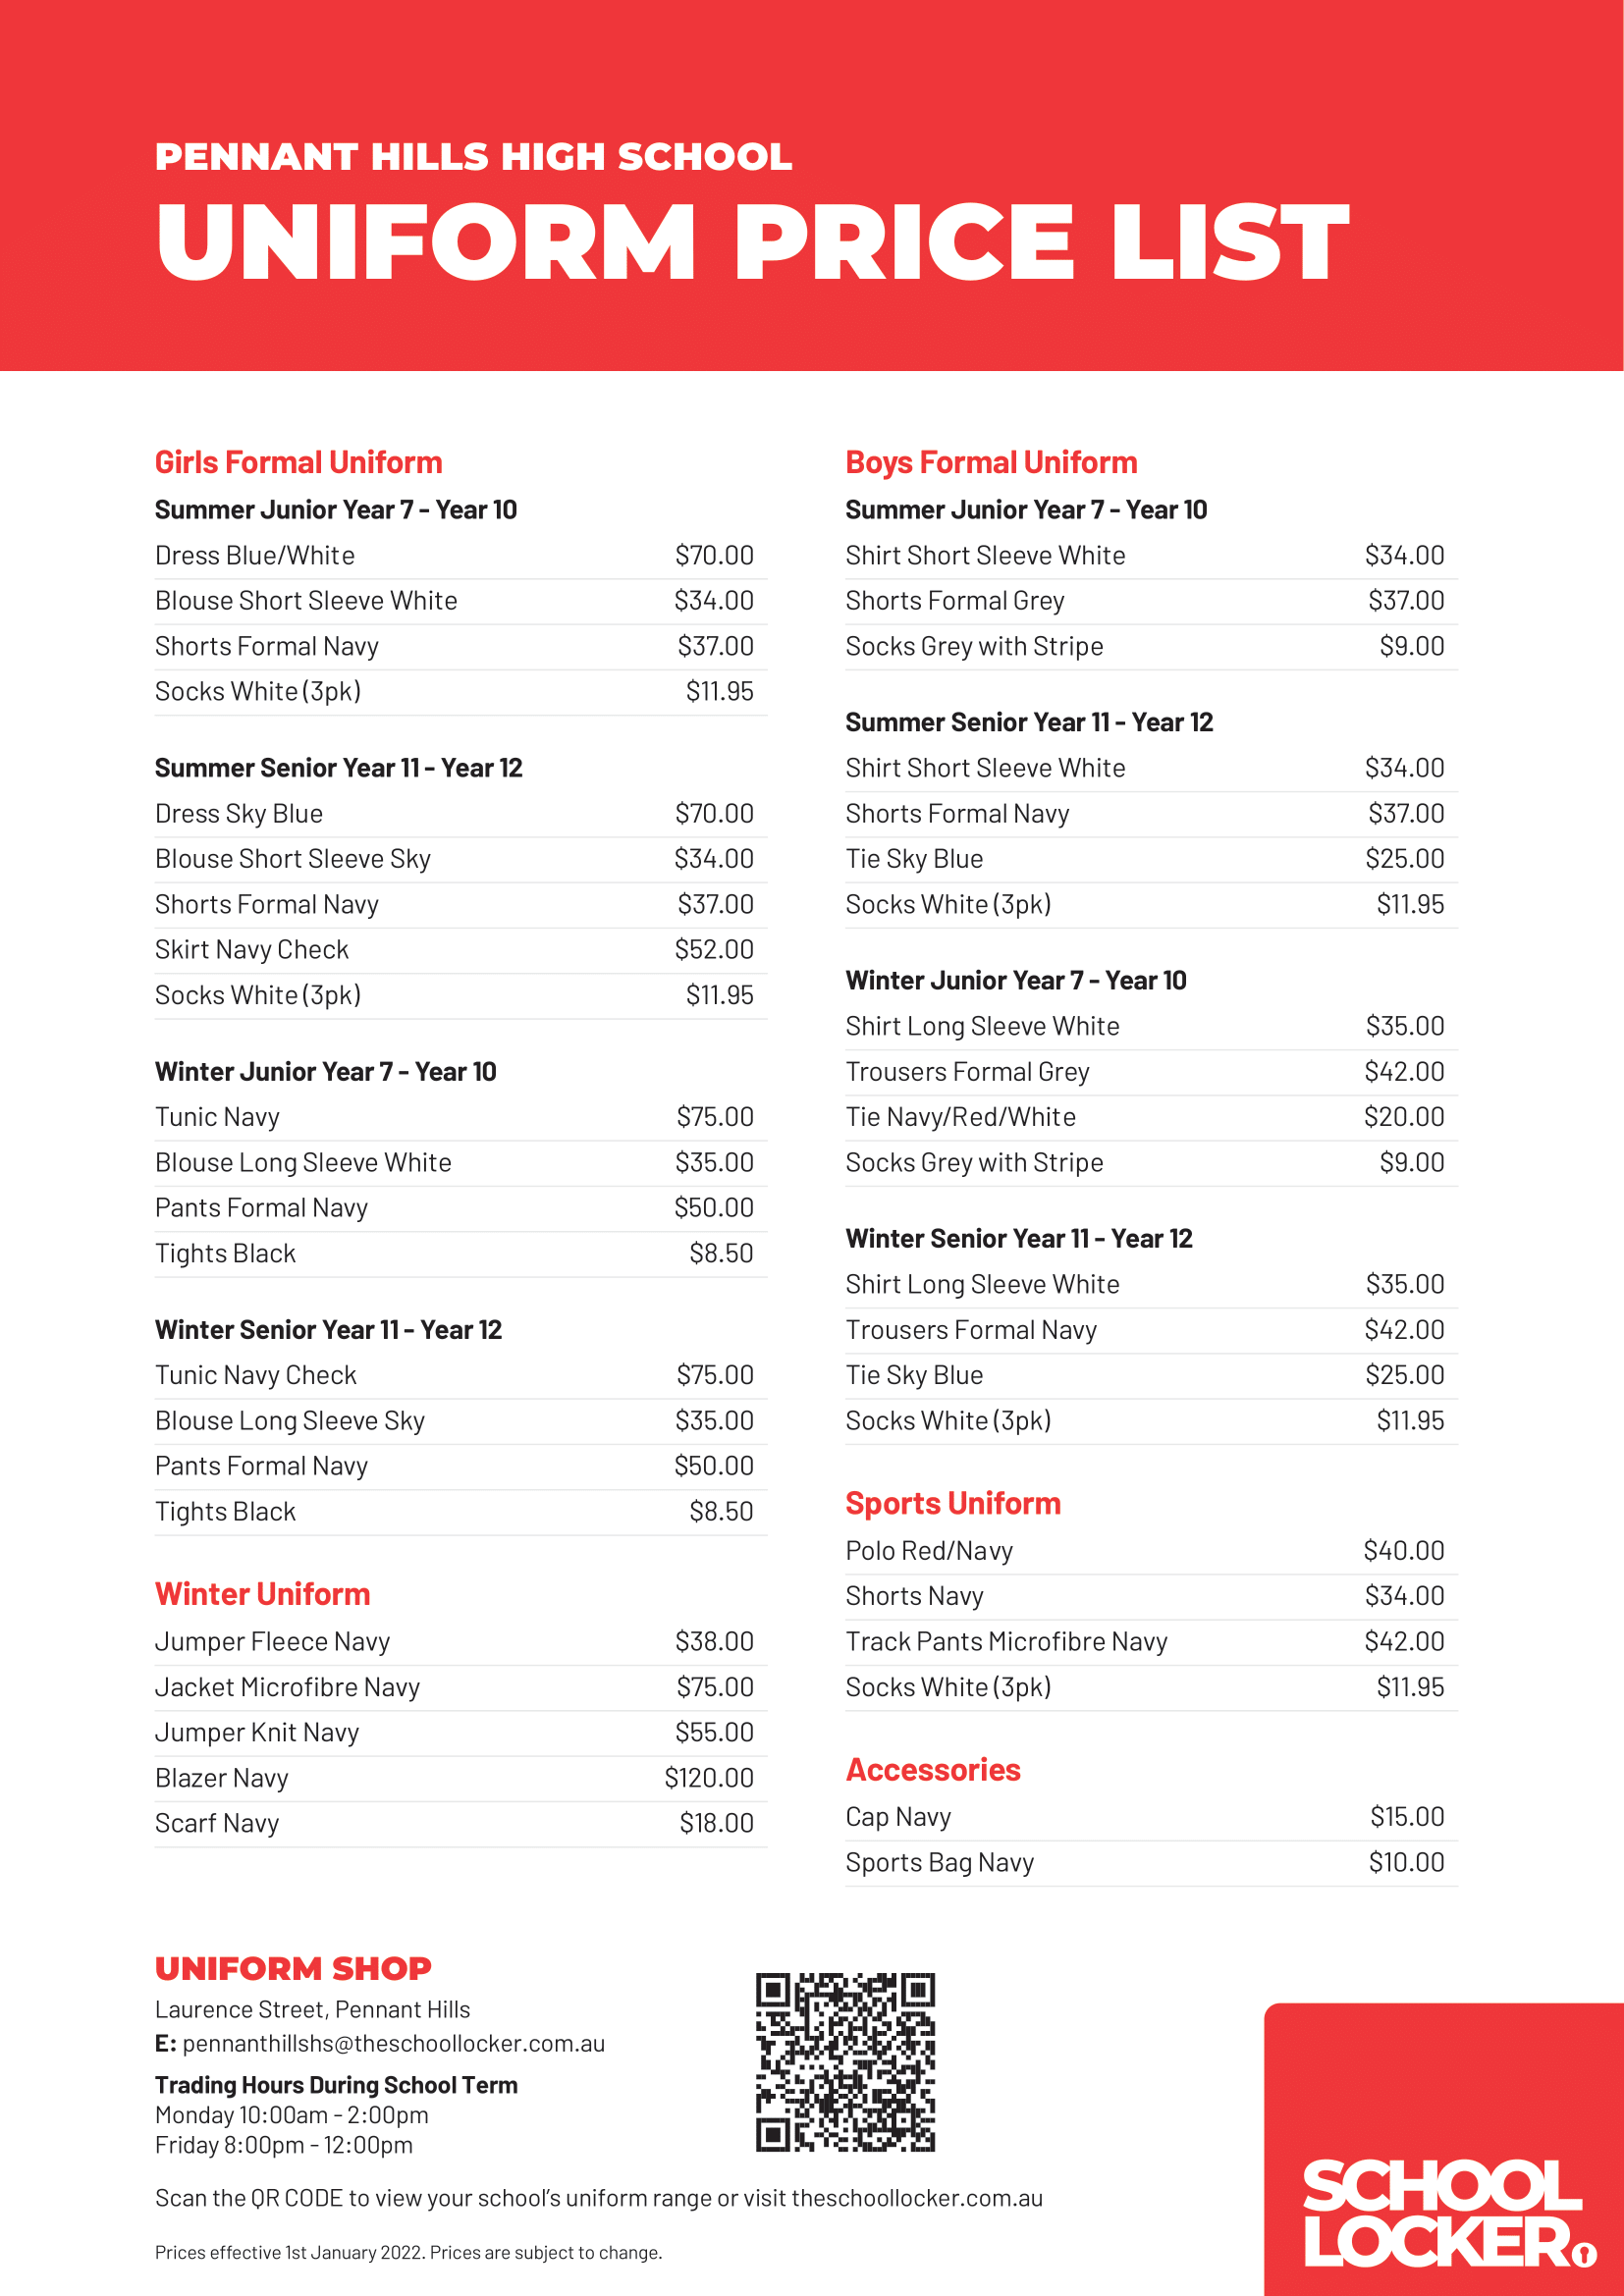 PENNANT HILLS HIGH SCHOOL
UNIFORM PRICE LIST
Girls Formal Uniform
Summer Junior Year 7 - Year 10
Dress Blue/White $70.00
Blouse Short Sleeve White $34.00
Shorts Formal Navy $37.00
Socks White (3pk) $11.95
Summer Senior Year 11 - Year 12
Dress Sky Blue $70.00
Blouse Short Sleeve Sky $34.00
Shorts Formal Navy $37.00
Skirt Navy Check $52.00
Socks White (3pk) $11.95
Winter Junior Year 7 - Year 10
Tunic Navy $75.00
Blouse Long Sleeve White $35.00
Pants Formal Navy $50.00
Tights Black $8.50
Winter Senior Year 11 - Year 12
Tunic Navy Check $75.00
Blouse Long Sleeve Sky $35.00
Pants Formal Navy $50.00
Tights Black $8.50
Winter Uniform
Jumper Fleece Navy $38.00
Jacket Microfibre Navy $75.00
Jumper Knit Navy $55.00
Blazer Navy $120.00
Scarf Navy $18.00
Boys Formal Uniform
Summer Junior Year 7 - Year 10
Shirt Short Sleeve White $34.00
Shorts Formal Grey $37.00
Socks Grey with Stripe $9.00
Summer Senior Year 11 - Year 12
Shirt Short Sleeve White $34.00
Shorts Formal Navy $37.00
Tie Sky Blue $25.00
Socks White (3pk) $11.95
Winter Junior Year 7 - Year 10
Shirt Long Sleeve White $35.00
Trousers Formal Grey $42.00
Tie Navy/Red/White $20.00
Socks Grey with Stripe $9.00
Winter Senior Year 11 - Year 12
Shirt Long Sleeve White $35.00
Trousers Formal Navy $42.00
Tie Sky Blue $25.00
Socks White (3pk) $11.95
Sports Uniform
Polo Red/Navy $40.00
Shorts Navy $34.00
Track Pants Microfibre Navy $42.00
Socks White (3pk) $11.95
Accessories
Cap Navy $15.00
Sports Bag Navy $10.00
UNIFORM SHOP
Laurence Street, Pennant Hills
E: pennanthillshs@theschoollocker.com.au
Trading Hours During School Term
Monday 10:00am - 2:00pm
Friday 8:00pm - 12:00pm
Scan the QR CODE to view your school's uniform range or visit theschoollocker.com.au
Prices effective 1st January 2022. Prices are subject to change.
SCHOOL
LOCKER